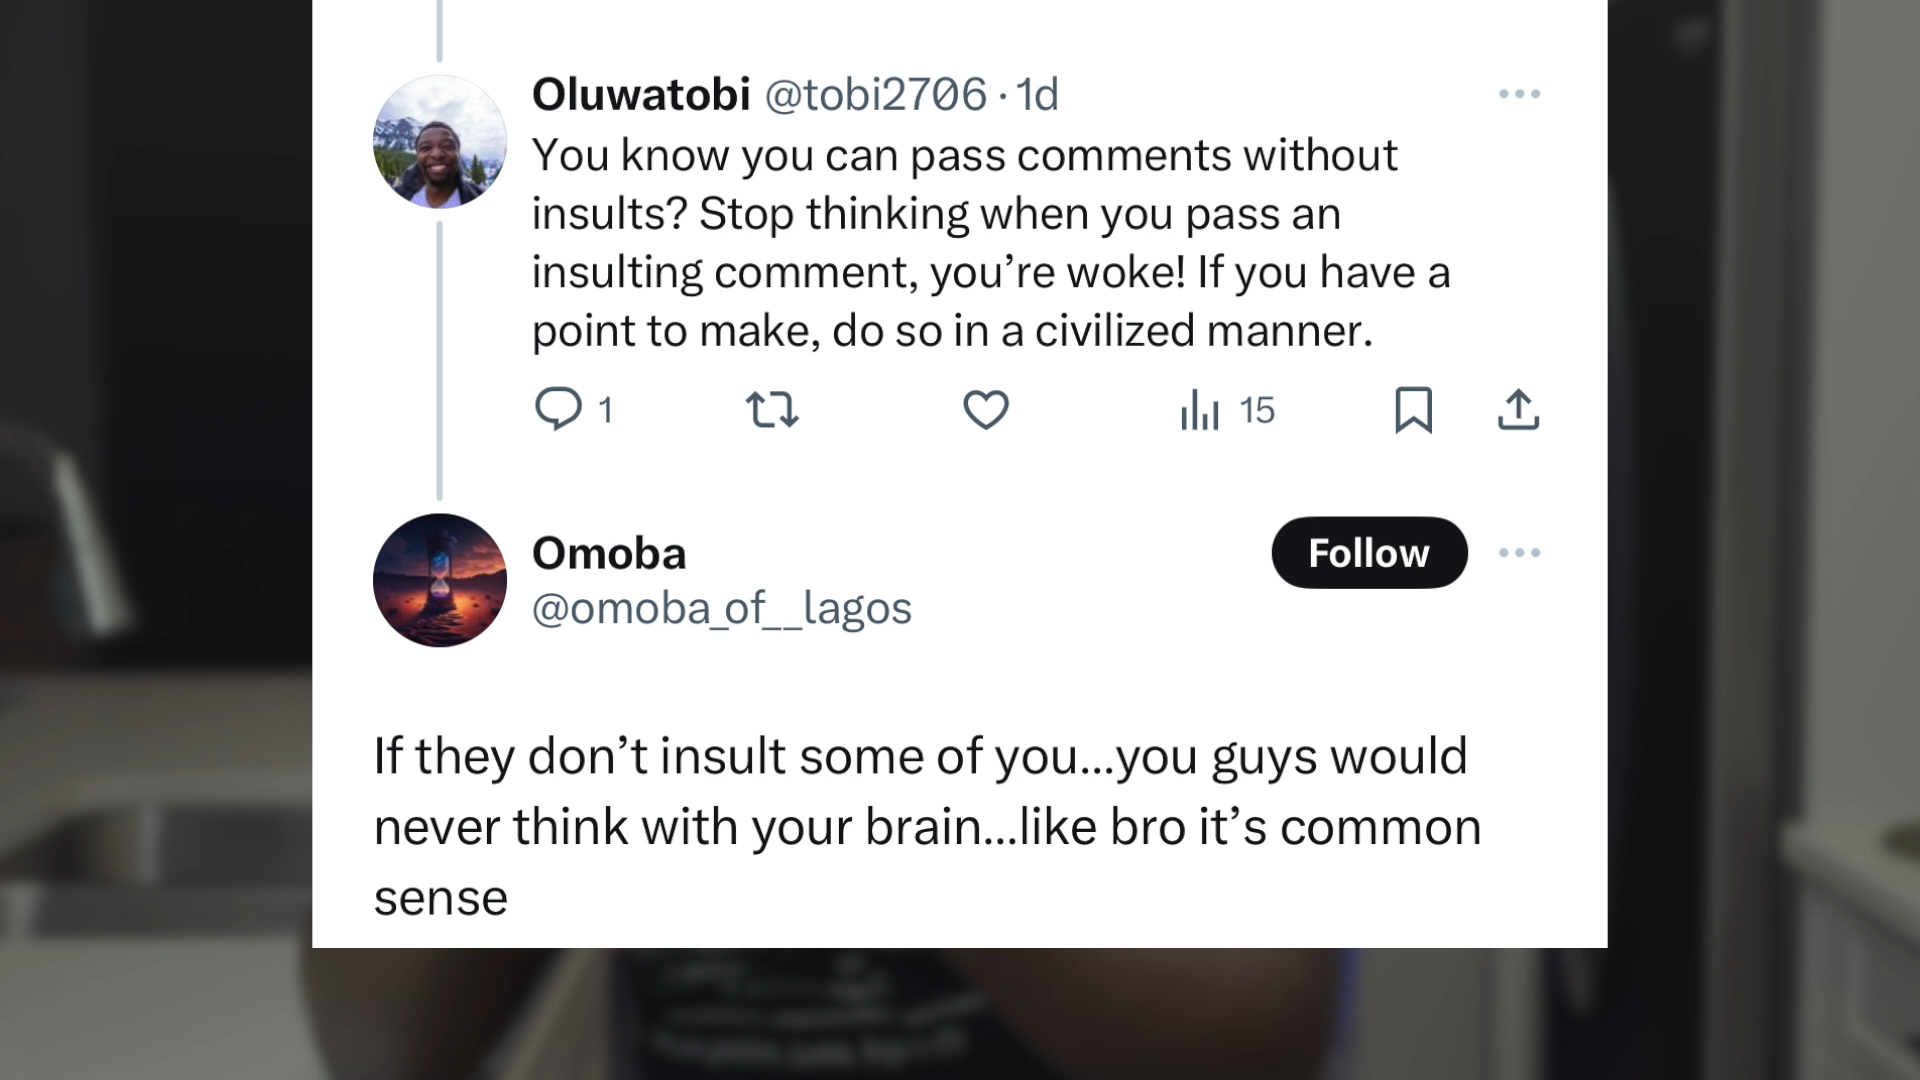 Oluwatobi @tobi2706 · 1d
You know you can pass comments without
insults? Stop thinking when you pass an
insulting comment, you’re woke! If you have a
point to make, do so in a civilized manner.
1 15
Omoba
Follow
@omoba_of__lagos
If they don’t insult some of you...you guys would
never think with your brain...like bro it’s common
sense